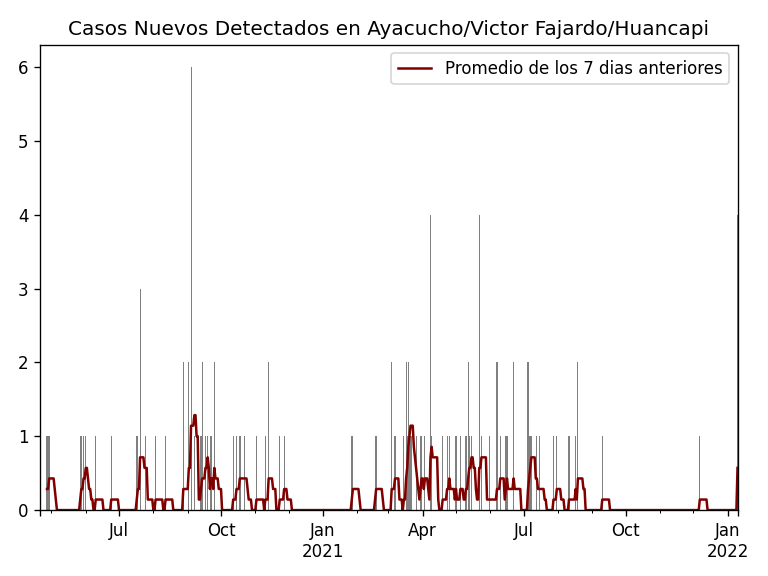 Casos Nuevos Detectados en Ayacucho/Victor Fajardo/Huancapi
Promedio de los 7 dias anteriores
6
5
4
3
2
1
0
Jul Oct Jan Apr Jul Oct Jan
2021 2022